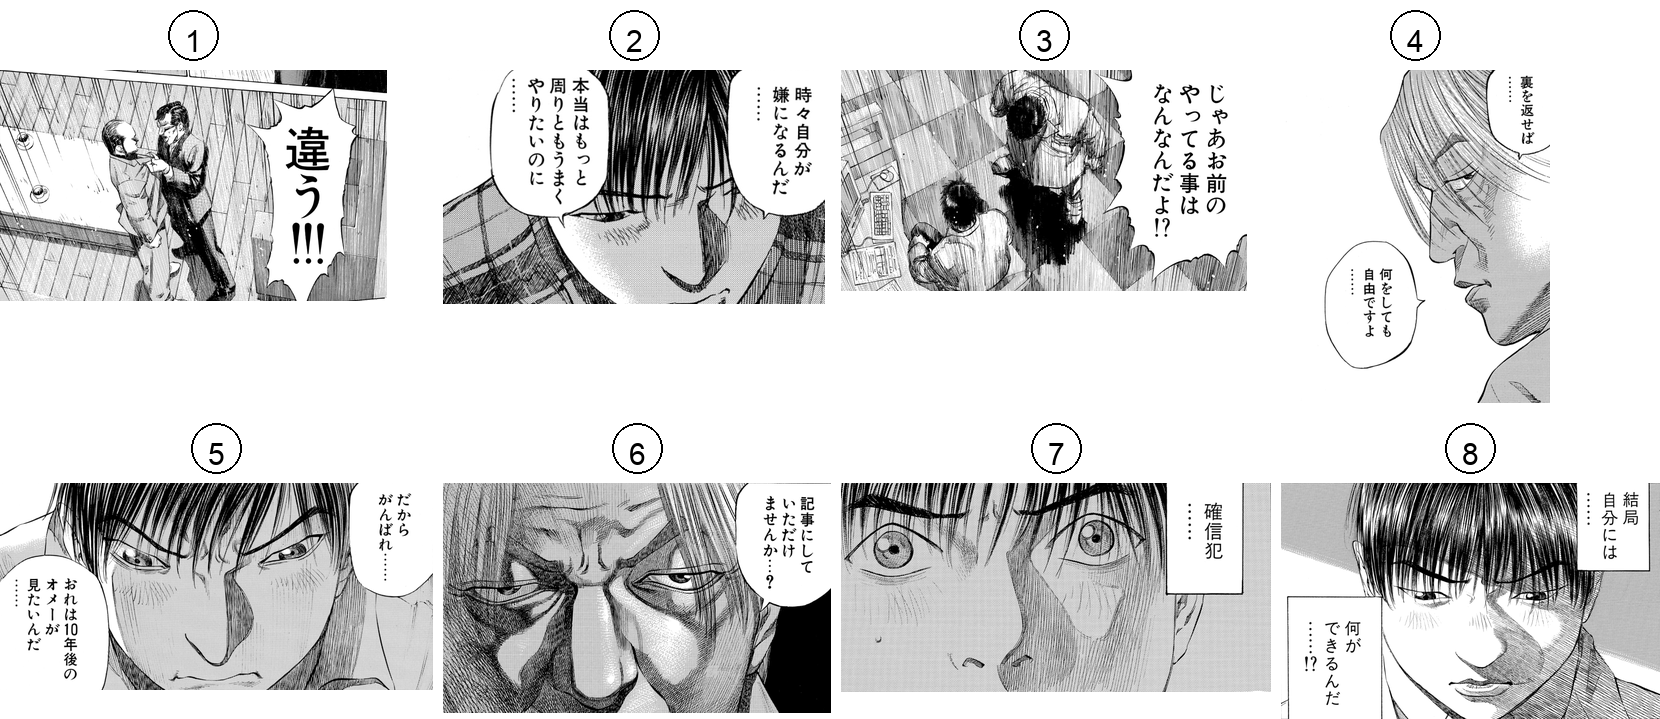 1
違う!!!
2
時々自分が
嫌になるんだ
……
本当はもっと
周りともうまく
やりたいのに
……
3
じゃあお前の
やってる事は
なんなんだよ!?
4
裏を返せば
……
何をしても
自由ですよ
……
5
だから
がんばれ……
おれは10年後の
オメーが
見たいんだ
……
6
記事にして
いただけ
ませんか…?
7
確信犯
……
8
結局
自分には
……
何が
できるんだ
……!?